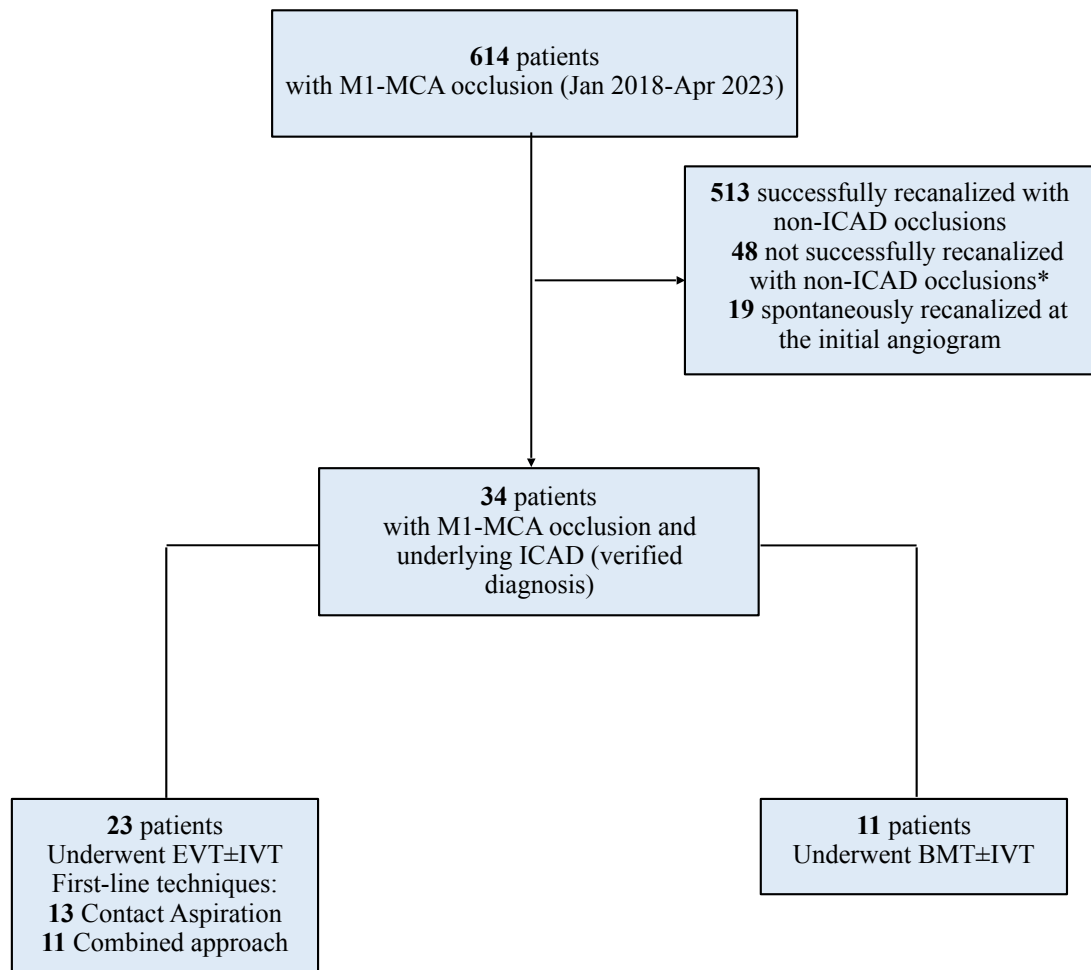 614 patients
with M1-MCA occlusion (Jan 2018-Apr 2023)
513 successfully recanalized with
non-ICAD occlusions
48 not successfully recanalized
with non-ICAD occlusions*
19 spontaneously recanalized at
the initial angiogram
34 patients
with M1-MCA occlusion and
underlying ICAD (verified
diagnosis)
23 patients
Underwent EVT±IVT
First-line techniques:
13 Contact Aspiration
11 Combined approach
11 patients
Underwent BMT±IVT